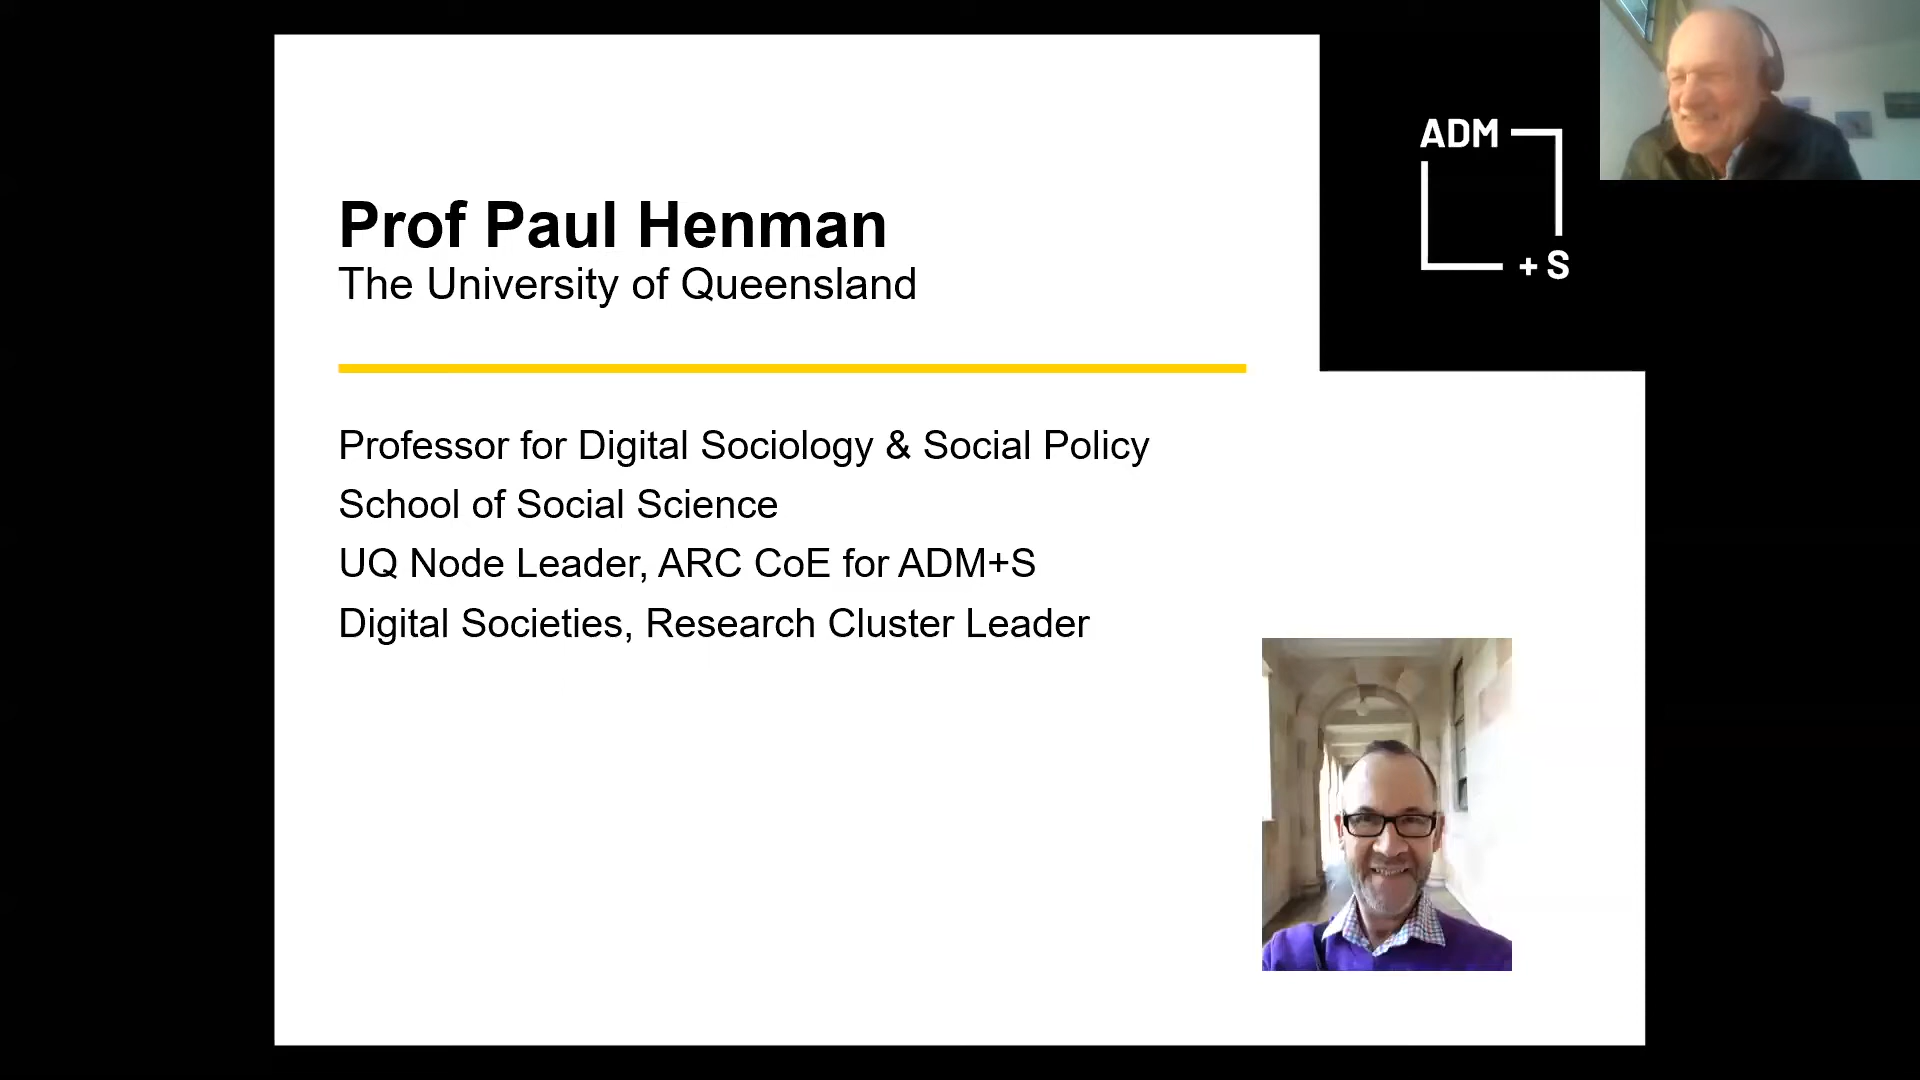 Prof Paul Henman
The University of Queensland
Professor for Digital Sociology & Social Policy
School of Social Science
UQ Node Leader, ARC CoE for ADM+S
Digital Societies, Research Cluster Leader
ADM
+ S